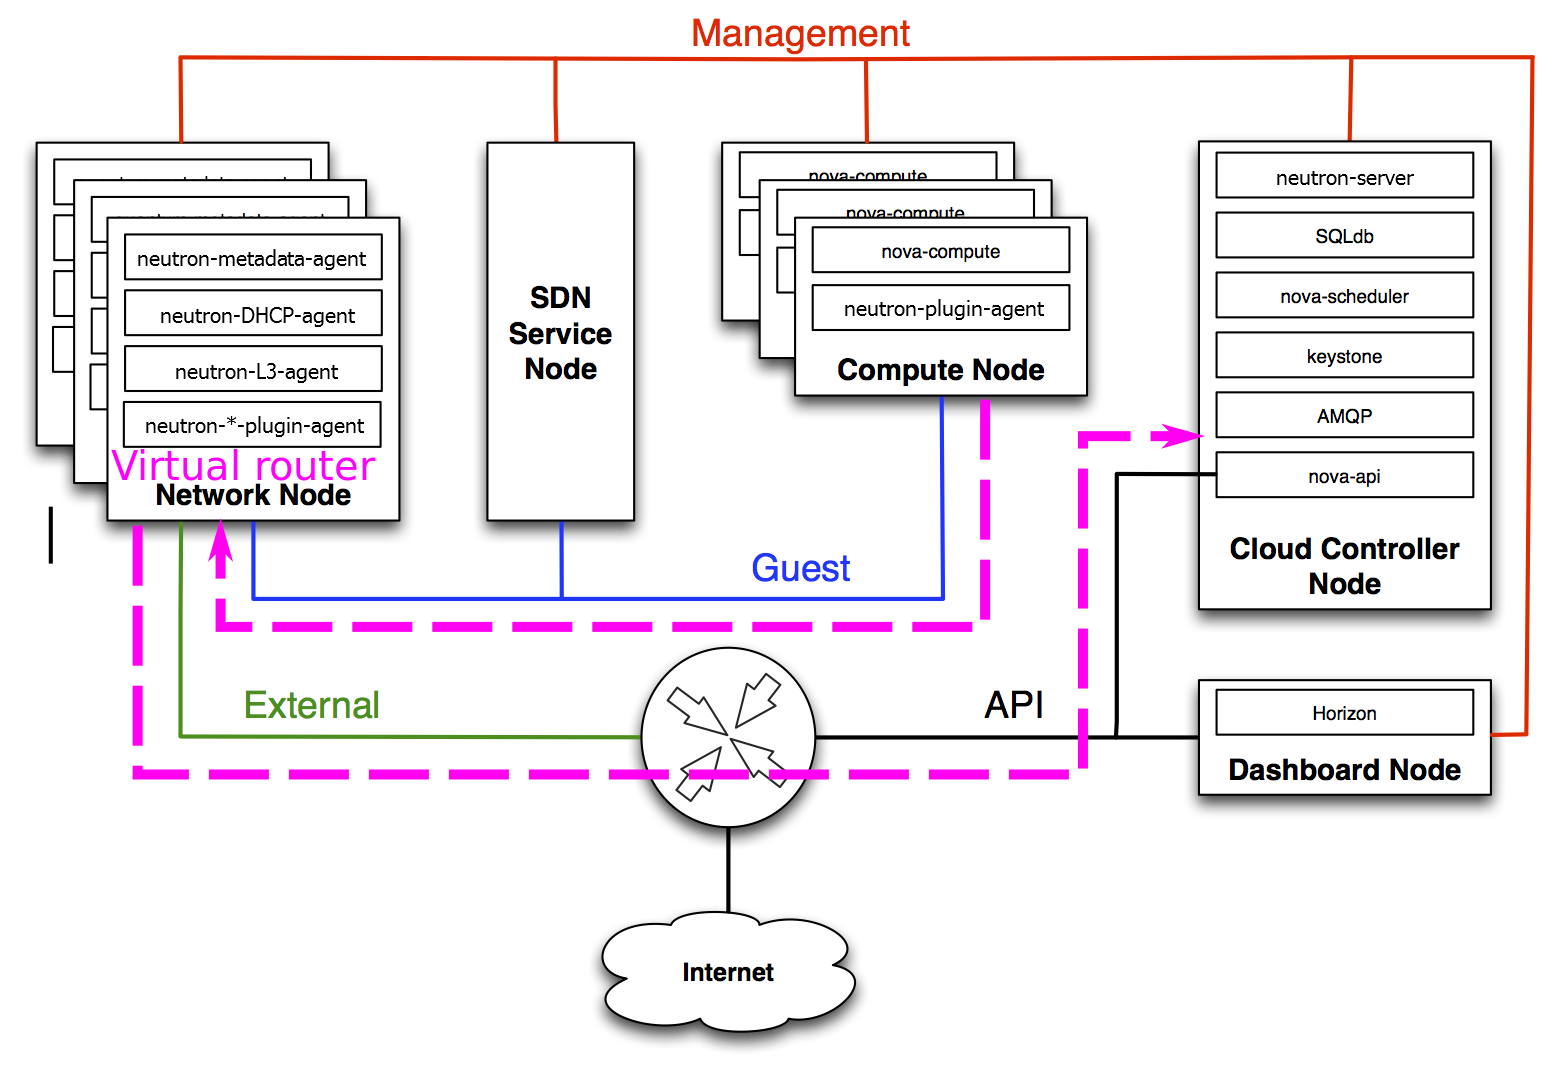 Management
neutron-metadata-agent
neutron-DHCP-agent
neutron-L3-agent
neutron-*-plugin-agent
Virtual router
Network Node
SDN
Service
Node
nova-compute
nova-compute
nova-compute
neutron-plugin-agent
Compute Node
neutron-server
SQLdb
nova-scheduler
keystone
AMQP
nova-api
Cloud Controller
Node
Guest
External
API
Horizon
Dashboard Node
Internet